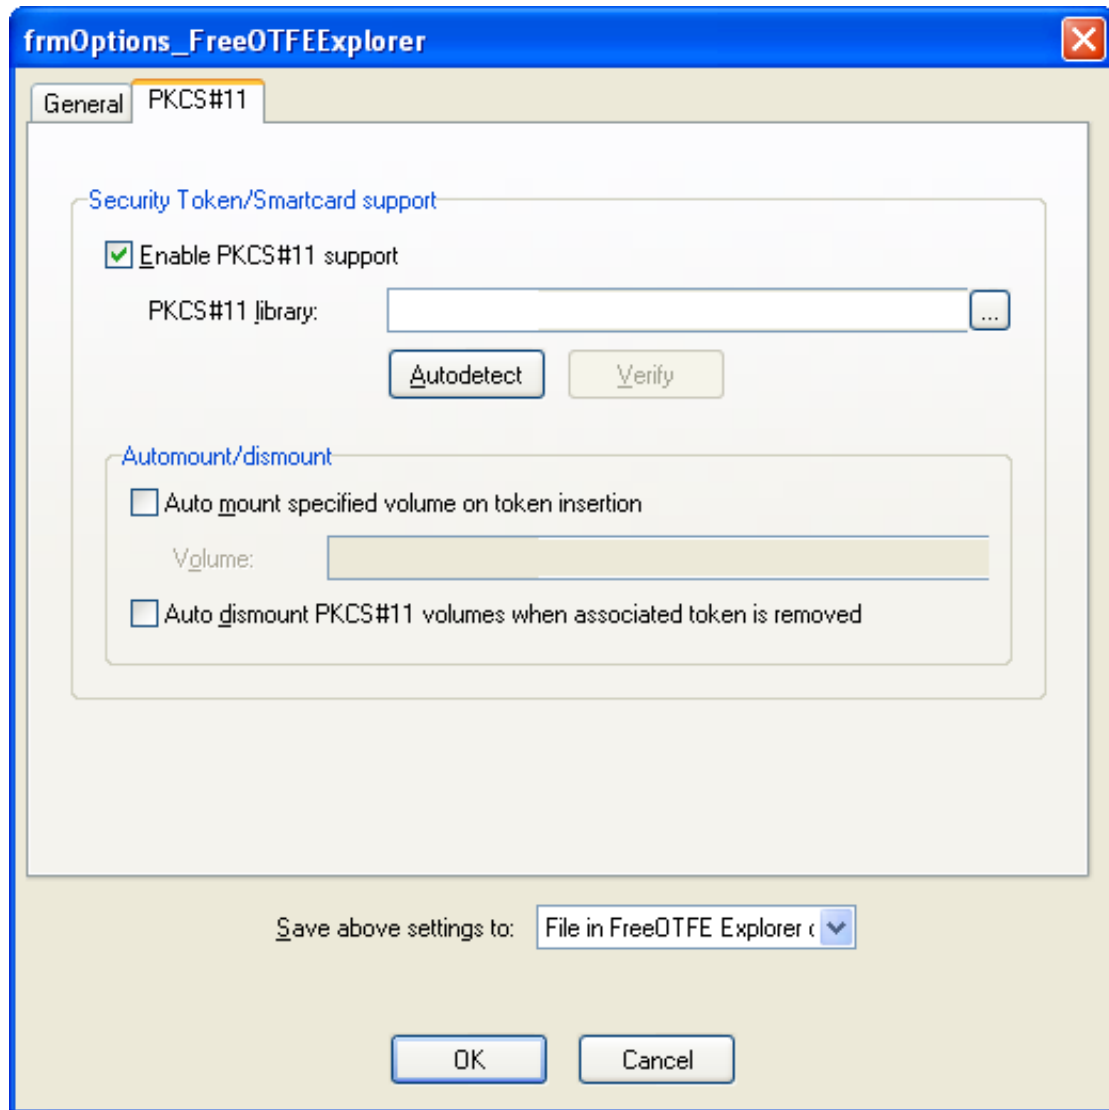 frmOptions_FreeOTFEExplorer
General PKCS#11
Security Token/Smartcard support
Enable PKCS#11 support
PKCS#11 library: ...
Autodetect Verify
Automount/dismount
Auto mount specified volume on token insertion
Volume:
Auto dismount PKCS#11 volumes when associated token is removed
Save above settings to: File in FreeOTFE Explorer
OK Cancel